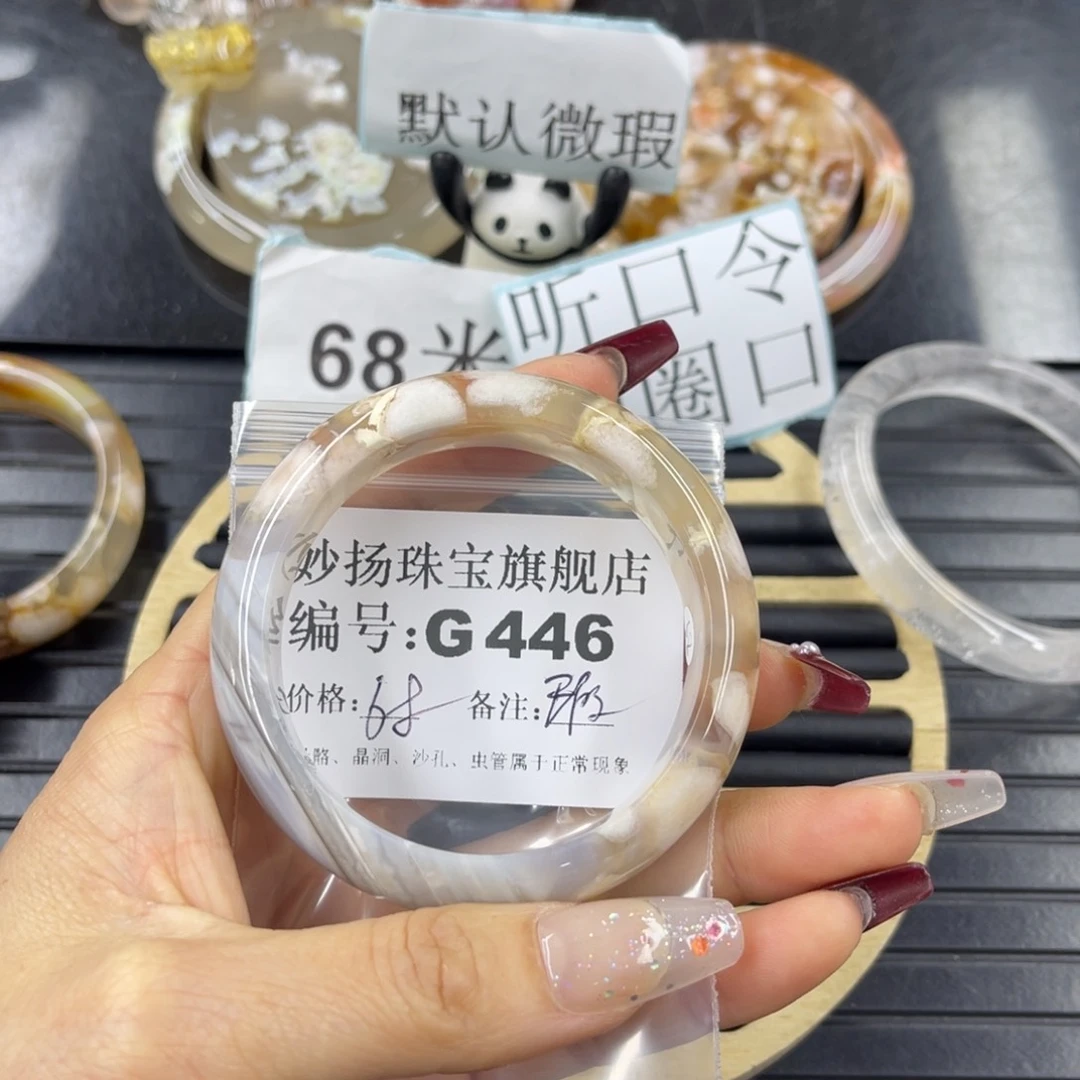 默认微瑕
68米
听口令
圈口
妙扬珠宝旗舰店
编号:G446
价格:68 备注:
骼、晶洞、沙孔、虫管属于正常现象